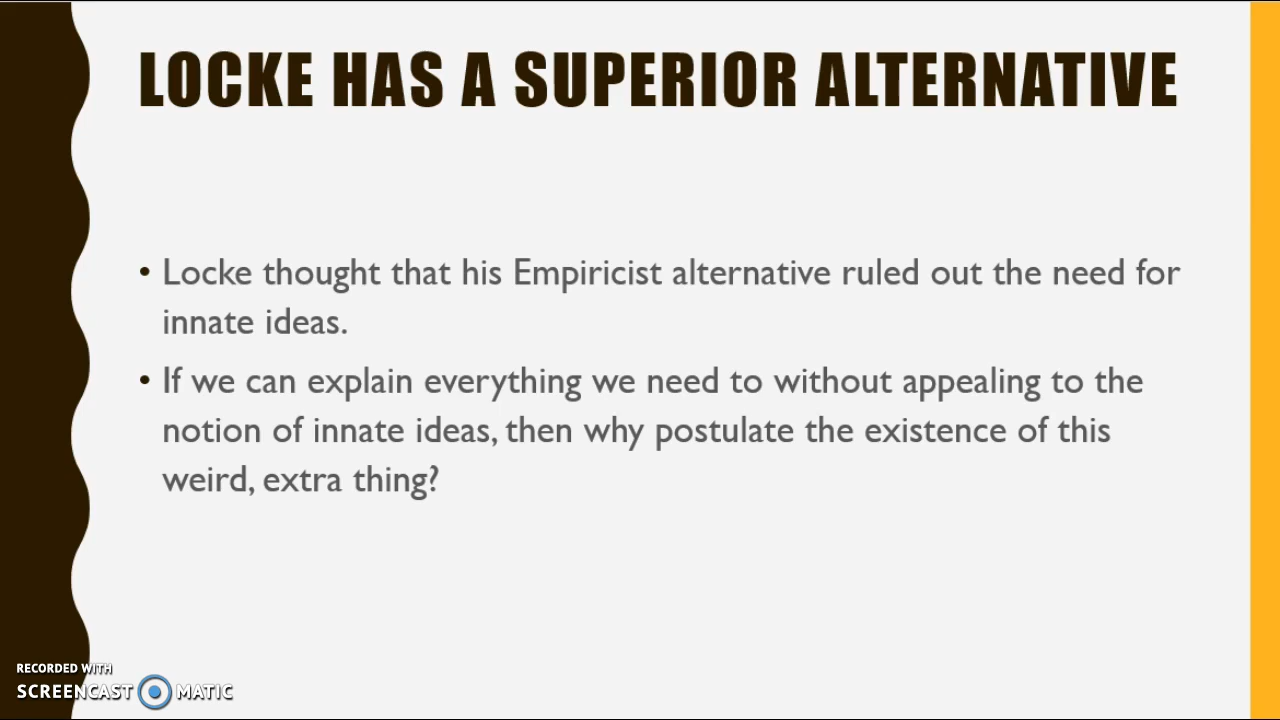 LOCKE HAS A SUPERIOR ALTERNATIVE
• Locke thought that his Empiricist alternative ruled out the need for
innate ideas.
• If we can explain everything we need to without appealing to the
notion of innate ideas, then why postulate the existence of this
weird, extra thing?
RECORDED WITH
SCREENCAST MATIC